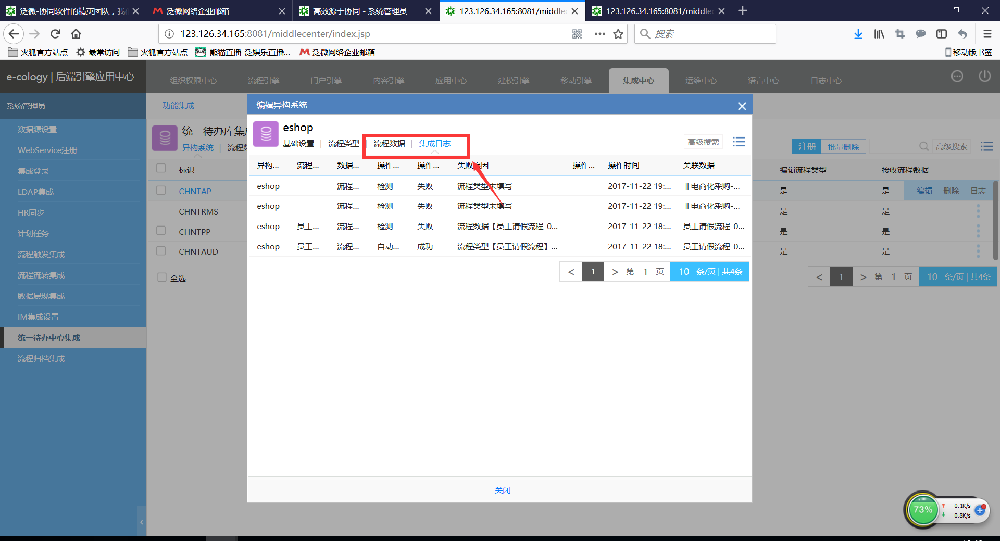 泛微-协同软件的精英团队，我
泛微网络企业邮箱
高效源于协同 - 系统管理员
123.126.34.165:8081/middlec
123.126.34.165:8081/middlec
123.126.34.165:8081/middlecenter/index.jsp
搜索
火狐官方站点
最常访问
火狐官方站点
熊猫直播_泛娱乐直播...
泛微网络企业邮箱
移动版书签
e-cology | 后端引擎应用中心
组织权限中心
流程引擎
门户引擎
内容引擎
应用中心
建模引擎
移动引擎
集成中心
运维中心
语言中心
日志中心
系统管理员
数据源设置
WebService注册
集成登录
LDAP集成
HR同步
计划任务
流程触发集成
流程流转集成
数据展现集成
IM集成设置
统一待办中心集成
流程归档集成
功能集成
统一待办库集
异构系统 | 流程数
标识
CHNTAP
CHNTRMS
CHNTPP
CHNTAUD
全选
编辑异构系统
eshop
基础设置 | 流程类型 | 流程数据 | 集成日志
高级搜索
异构... 流程... 数据... 操作... 操作... 失败原因 操作... 操作时间 关联数据
eshop 流程... 检测 失败 流程类型未填写 2017-11-22 19:... 非电商化采购-...
eshop 流程... 检测 失败 流程类型未填写 2017-11-22 19:... 非电商化采购-...
eshop 员工... 流程... 检测 失败 流程数据【员工请假流程_0... 2017-11-22 18:... 员工请假流程_0...
eshop 员工... 流程... 自动... 成功 流程类型【员工请假流程】... 2017-11-22 18:... 员工请假流程_0...
< 1 > 第 1 页 10 条/页 | 共4条
关闭
注册 批量删除 高级搜索
编辑流程类型 接收流程数据
是 是 编辑 删除 日志
是 是
是 是
是 是
< 1 > 第 1 页 10 条/页 | 共4条
73%
0.1K/s
0.8K/s